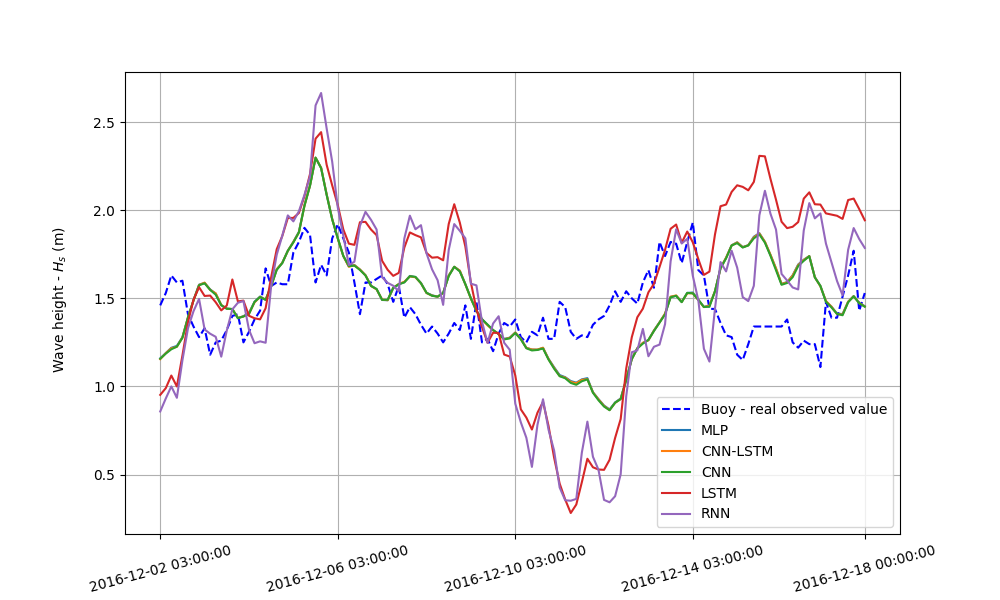 2.5
2.0
1.5
1.0
0.5
Wave height - Hs (m)
2016-12-02 03:00:00
2016-12-06 03:00:00
2016-12-10 03:00:00
2016-12-14 03:00:00
2016-12-18 00:00:00
Buoy - real observed value
MLP
CNN-LSTM
CNN
LSTM
RNN